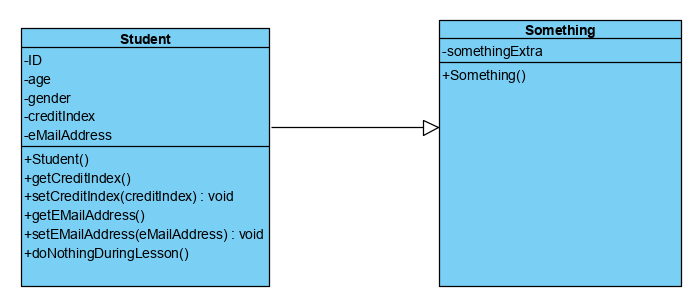 Student
-ID
-age
-gender
-creditIndex
-eMailAddress
+Student()
+getCreditIndex()
+setCreditIndex(creditIndex) : void
+getEMailAddress()
+setEMailAddress(eMailAddress) : void
+doNothingDuringLesson()
Something
-somethingExtra
+Something()